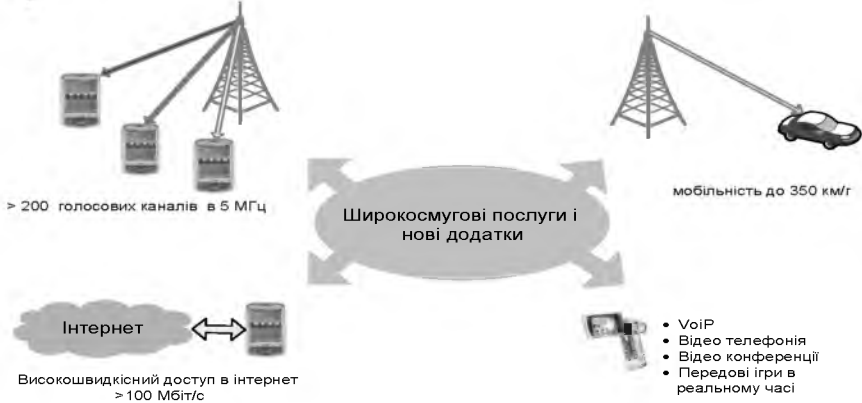 > 200 голосових каналів в 5 МГц
мобільність до 350 км/г
Широкосмугові послуги і
нові додатки
Інтернет
Високошвидкісний доступ в інтернет
>100 Мбіт/с
• VoiP
• Відео телефонія
• Відео конференції
• Передові ігри в
реальному часі